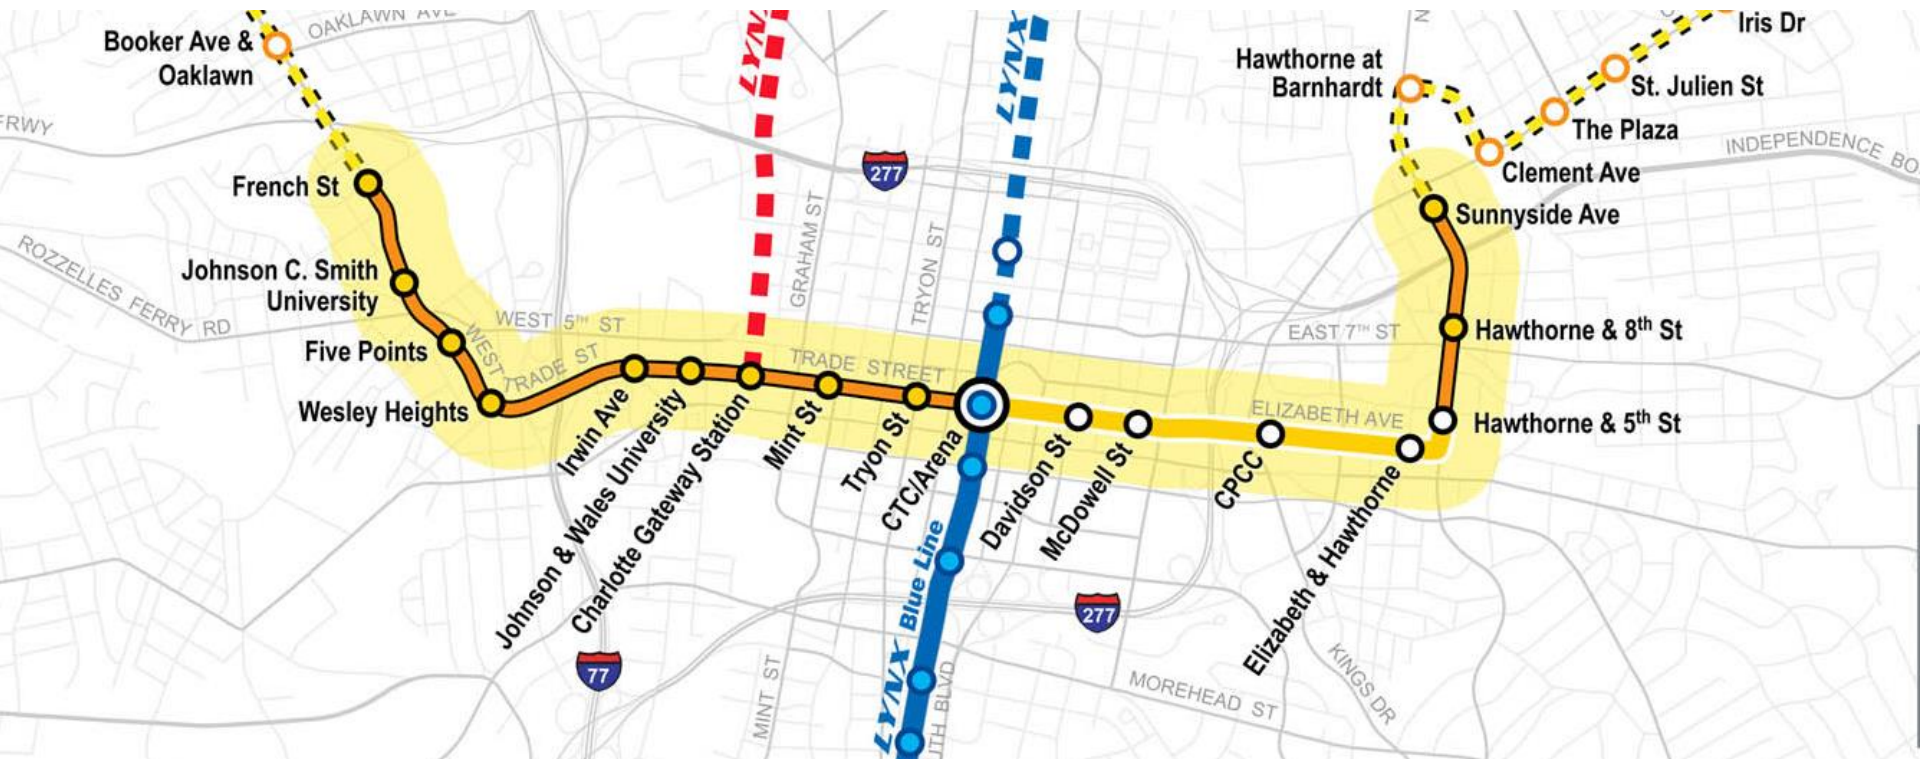 OAKLAWN AVE
Booker Ave &
Oaklawn
LYNX
LYNX
Iris Dr
Hawthorne at
Barnhardt
St. Julien St
The Plaza
INDEPENDENCE BO
FRWY
277
Clement Ave
French St
Sunnyside Ave
GRAHAM ST
TRYON ST
ROZZELLES FERRY RD
Johnson C. Smith
University
WEST 5TH ST
EAST 7TH ST
Hawthorne & 8th St
Five Points
WEST
TRADE ST
TRADE STREET
Wesley Heights
ELIZABETH AVE
Hawthorne & 5th St
Irwin Ave
Johnson & Wales University
Charlotte Gateway Station
Mint St
Tryon St
CTC/Arena
Davidson St
McDowell St
CPCC
Elizabeth & Hawthorne
LYNX Blue Line
277
77
MINT ST
UTH BLVD
MOREHEAD ST
KINGS DR